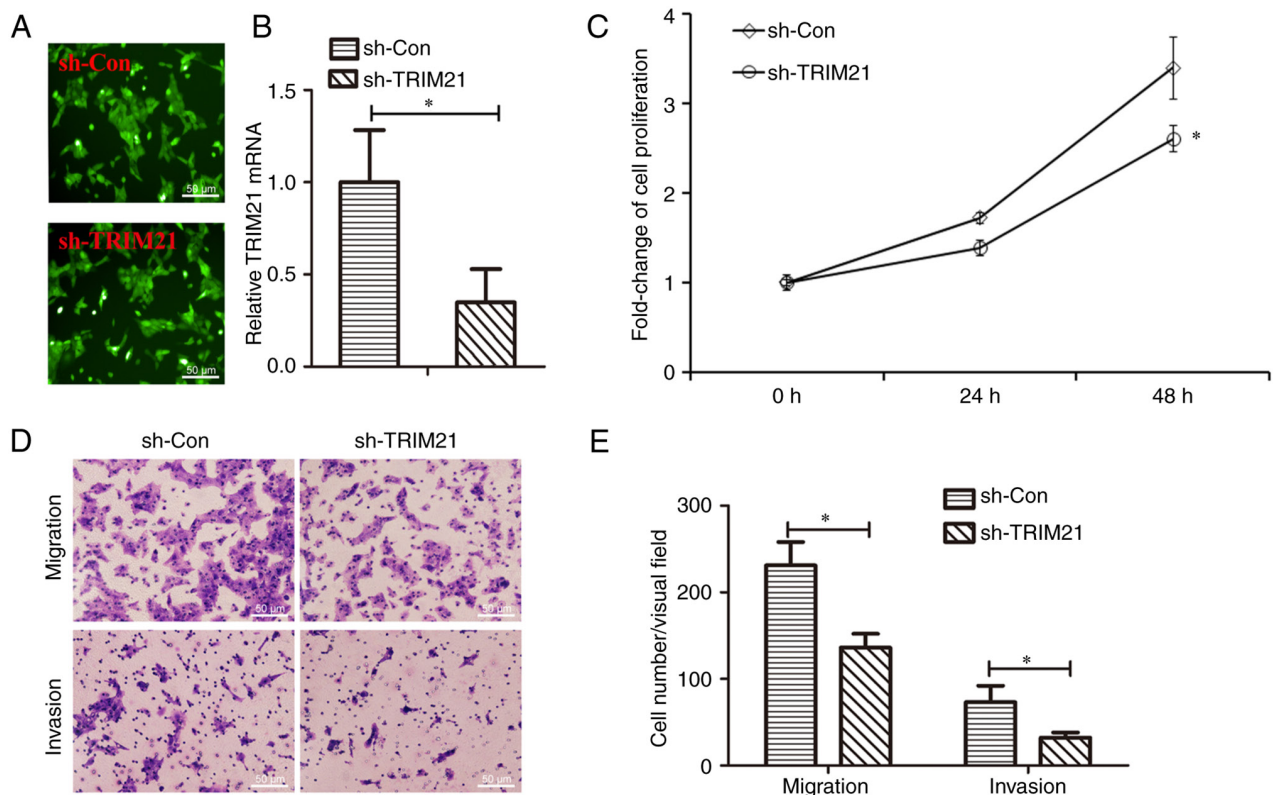 A
sh-Con
50 µm
sh-TRIM21
50 µm
B
sh-Con
sh-TRIM21
Relative TRIM21 mRNA
1.5
1.0
0.5
0.0
*
C
sh-Con
sh-TRIM21
Fold-change of cell proliferation
4
3
2
1
0
*
0 h 24 h 48 h
D
sh-Con sh-TRIM21
Migration
50 µm 50 µm
Invasion
50 µm 50 µm
E
sh-Con
sh-TRIM21
Cell number/visual field
300
200
100
0
*
*
Migration Invasion